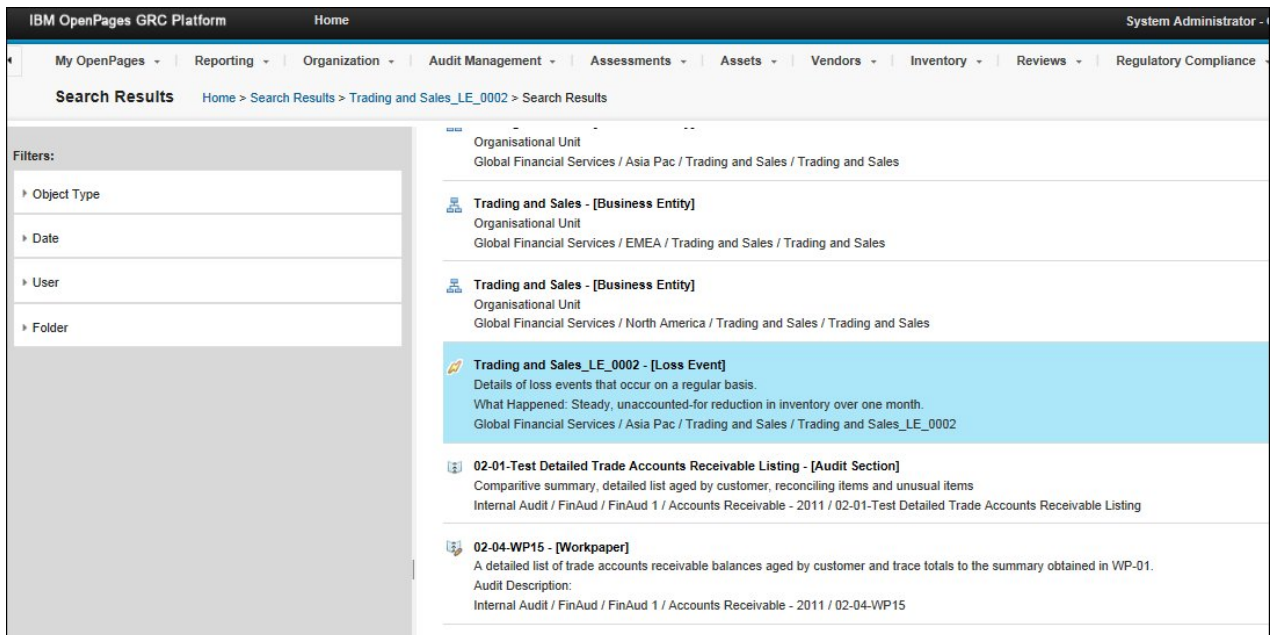 IBM OpenPages GRC Platform Home System Administrator -
My OpenPages Reporting Organization Audit Management Assessments Assets Vendors Inventory Reviews Regulatory Compliance
Search Results Home > Search Results > Trading and Sales_LE_0002 > Search Results
Filters:
Object Type
Date
User
Folder
Organisational Unit
Global Financial Services / Asia Pac / Trading and Sales / Trading and Sales
Trading and Sales - [Business Entity]
Organisational Unit
Global Financial Services / EMEA / Trading and Sales / Trading and Sales
Trading and Sales - [Business Entity]
Organisational Unit
Global Financial Services / North America / Trading and Sales / Trading and Sales
Trading and Sales_LE_0002 - [Loss Event]
Details of loss events that occur on a regular basis.
What Happened: Steady, unaccounted-for reduction in inventory over one month.
Global Financial Services / Asia Pac / Trading and Sales / Trading and Sales_LE_0002
02-01-Test Detailed Trade Accounts Receivable Listing - [Audit Section]
Comparitive summary, detailed list aged by customer, reconciling items and unusual items
Internal Audit / FinAud / FinAud 1 / Accounts Receivable - 2011 / 02-01-Test Detailed Trade Accounts Receivable Listing
02-04-WP15 - [Workpaper]
A detailed list of trade accounts receivable balances aged by customer and trace totals to the summary obtained in WP-01.
Audit Description:
Internal Audit / FinAud / FinAud 1 / Accounts Receivable - 2011 / 02-04-WP15